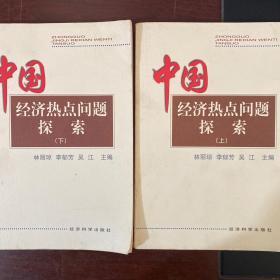 ZHONGGUO
JINGJI REDIAN WENTI
TANSUO
中国
经济热点问题
探索
(下)
林丽琼 李郁芳 吴江 主编
经济科学出版社
ZHONGGUO
JINGJI REDIAN WENTI
TANSUO
中国
经济热点问题
探索
(上)
林丽琼 李郁芳 吴江 主编
经济科学出版社